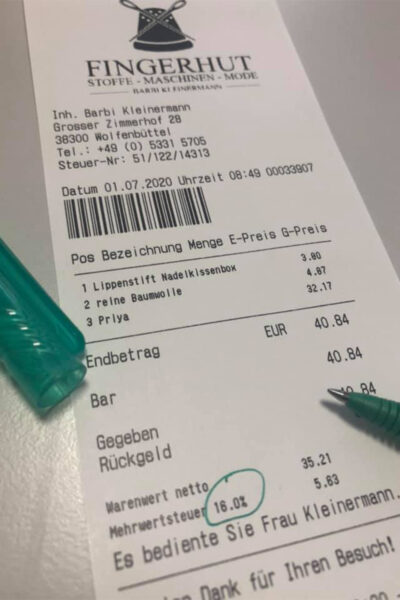 FINGERHUT
STOFFE - MASCHINEN - MODE
BARBI KLEINERMANN
Inh. Barbi Kleinermann
Grosser Zimmerhof 28
38300 Wolfenbüttel
Tel.: +49 (0) 5331 5705
Steuer-Nr: 51/122/14313
Datum 01.07.2020 Uhrzeit 08:49 00033907
Pos Bezeichnung Menge E-Preis G-Preis
1 Lippenstift Nadelkissenbox 3.80
2 reine Baumwolle 4.87
3 Priya 32.17
Endbetrag EUR 40.84
Bar 40.84
Gegeben 40.84
Rückgeld
Warenwert netto 35.21
Mehrwertsteuer 16.0% 5.63
Es bediente Sie Frau Kleinermann.
Dank für Ihren Besuch!